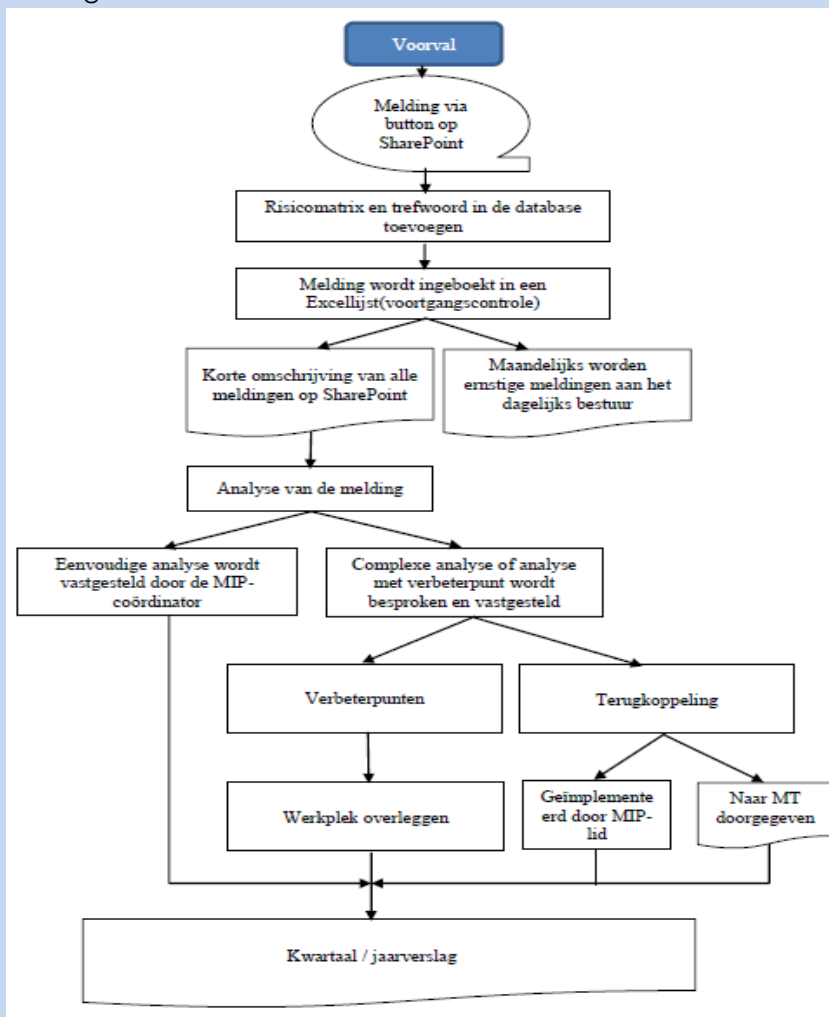 Voorval
Melding via
button op
SharePoint
Risicomatrix en trefwoord in de database
toevoegen
Melding wordt ingeboekt in een
Excellijst(voortgangscontrole)
Korte omschrijving van alle
meldingen op SharePoint
Maandelijks worden
ernstige meldingen aan het
dagelijks bestuur
Analyse van de melding
Eenvoudige analyse wordt
vastgesteld door de MIP-
coördinator
Complexe analyse of analyse
met verbeterpunt wordt
besproken en vastgesteld
Verbeterpunten
Terugkoppeling
Werkplek overleggen
Geïmplemente
erd door MIP-
lid
Naar MT
doorgegeven
Kwartaal / jaarverslag